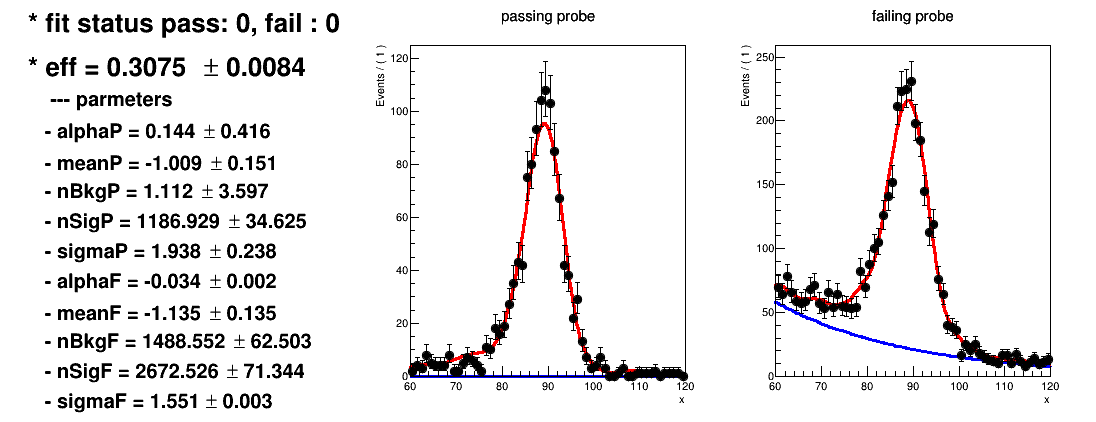 * fit status pass: 0, fail : 0
* eff = 0.3075 ± 0.0084
--- parmeters
- alphaP = 0.144 ± 0.416
- meanP = -1.009 ± 0.151
- nBkgP = 1.112 ± 3.597
- nSigP = 1186.929 ± 34.625
- sigmaP = 1.938 ± 0.238
- alphaF = -0.034 ± 0.002
- meanF = -1.135 ± 0.135
- nBkgF = 1488.552 ± 62.503
- nSigF = 2672.526 ± 71.344
- sigmaF = 1.551 ± 0.003
passing probe
Events / ( 1 )
120
100
80
60
40
20
0
60 70 80 90 100 110 120
x
failing probe
Events / ( 1 )
250
200
150
100
50
0
60 70 80 90 100 110 120
x